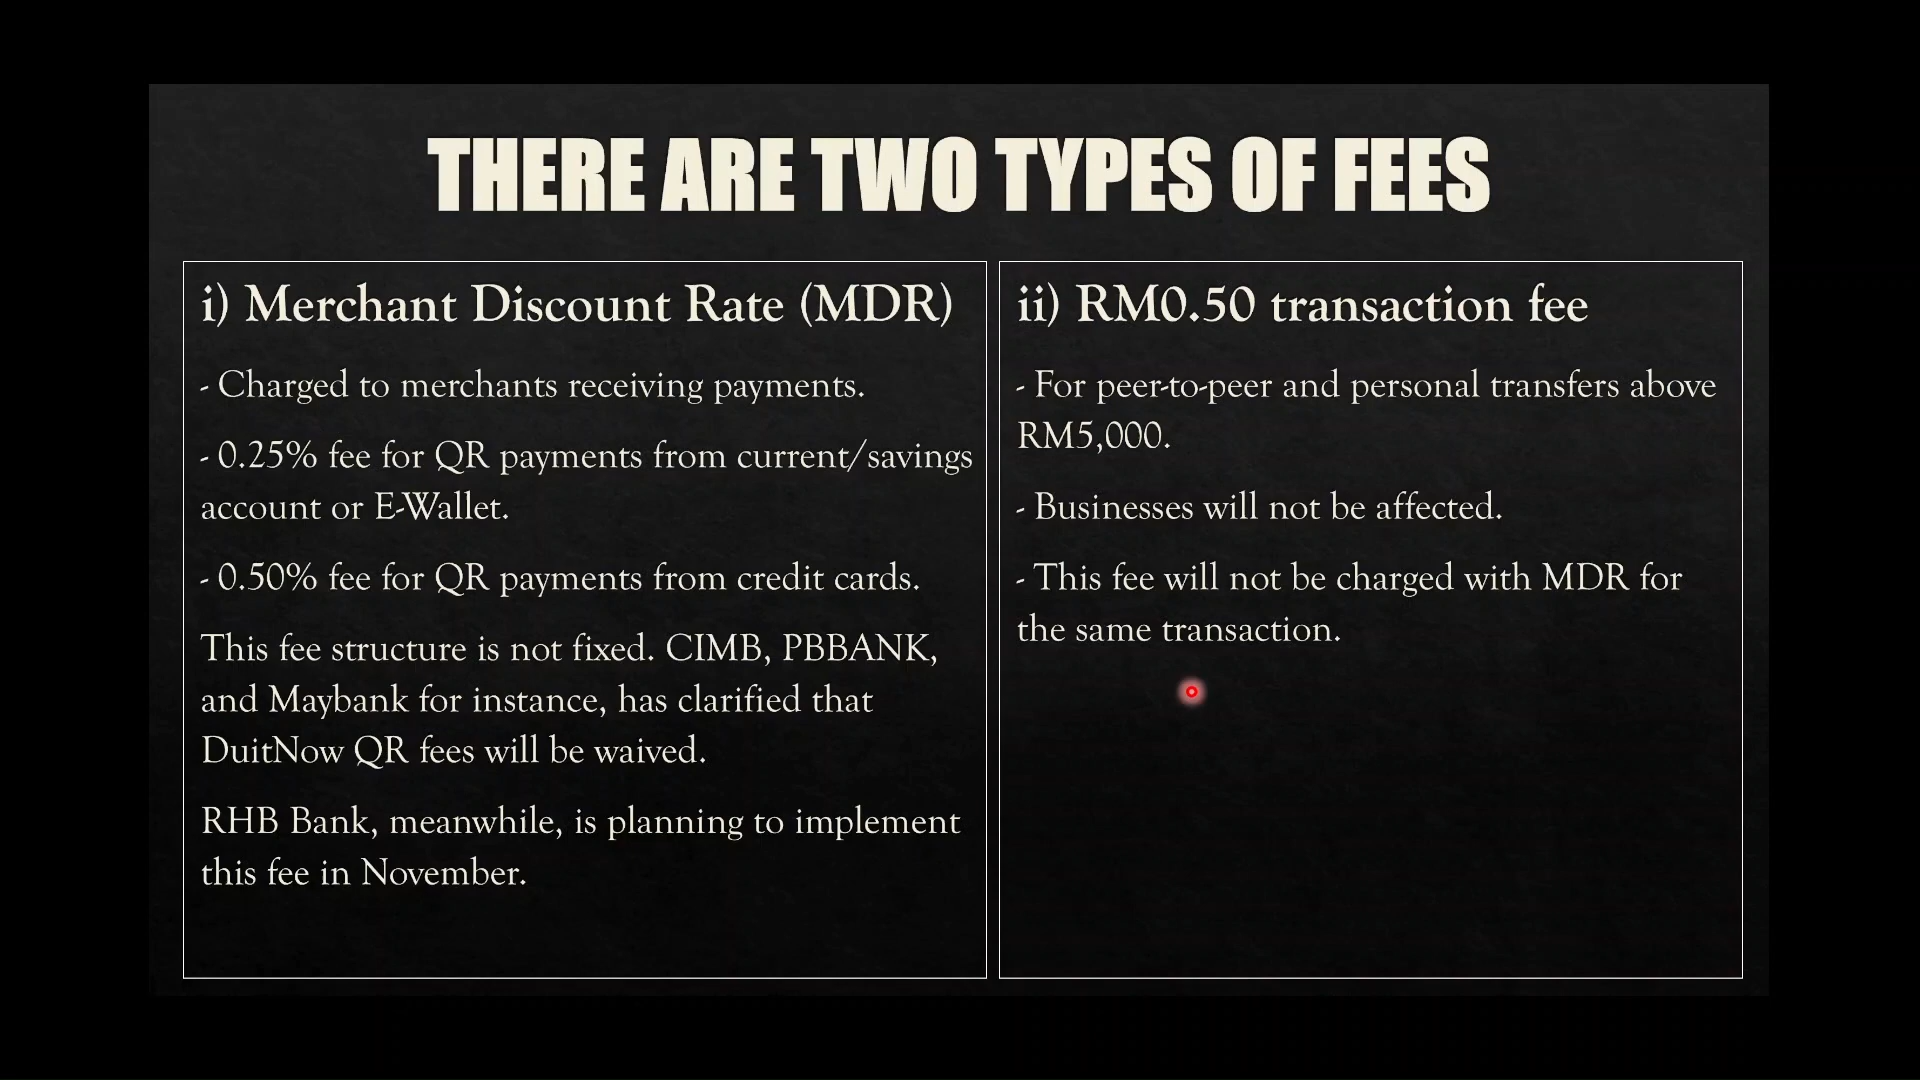 THERE ARE TWO TYPES OF FEES
i) Merchant Discount Rate (MDR)
- Charged to merchants receiving payments.
- 0.25% fee for QR payments from current/savings
account or E-Wallet.
- 0.50% fee for QR payments from credit cards.
This fee structure is not fixed. CIMB, PBBANK,
and Maybank for instance, has clarified that
DuitNow QR fees will be waived.
RHB Bank, meanwhile, is planning to implement
this fee in November.
ii) RM0.50 transaction fee
- For peer-to-peer and personal transfers above
RM5,000.
- Businesses will not be affected.
- This fee will not be charged with MDR for
the same transaction.